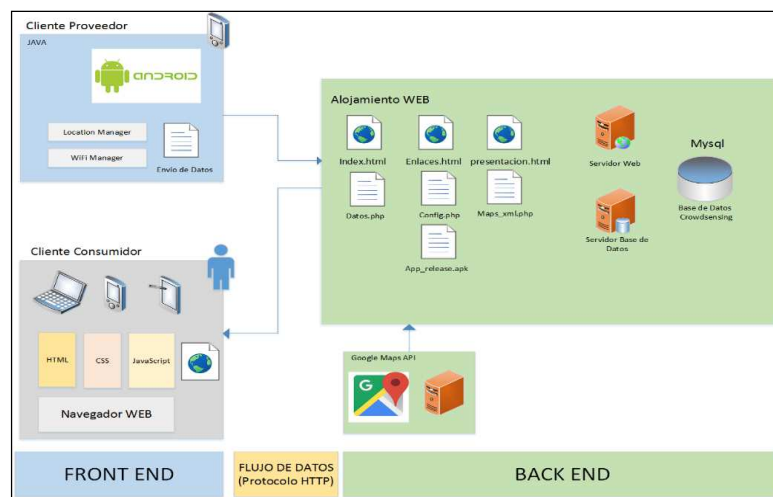 Cliente Proveedor
JAVA
ANDROID
Location Manager
WiFi Manager
Envio de Datos
Alojamiento WEB
Index.html
Enlaces.html
presentacion.html
Datos.php
Config.php
Maps_xml.php
App_release.apk
Servidor Web
Servidor Base de
Datos
Mysql
Base de Datos
Crowdsensing
Cliente Consumidor
HTML
CSS
JavaScript
Navegador WEB
Google Maps API
G
FRONT END
FLUJO DE DATOS
(Protocolo HTTP)
BACK END